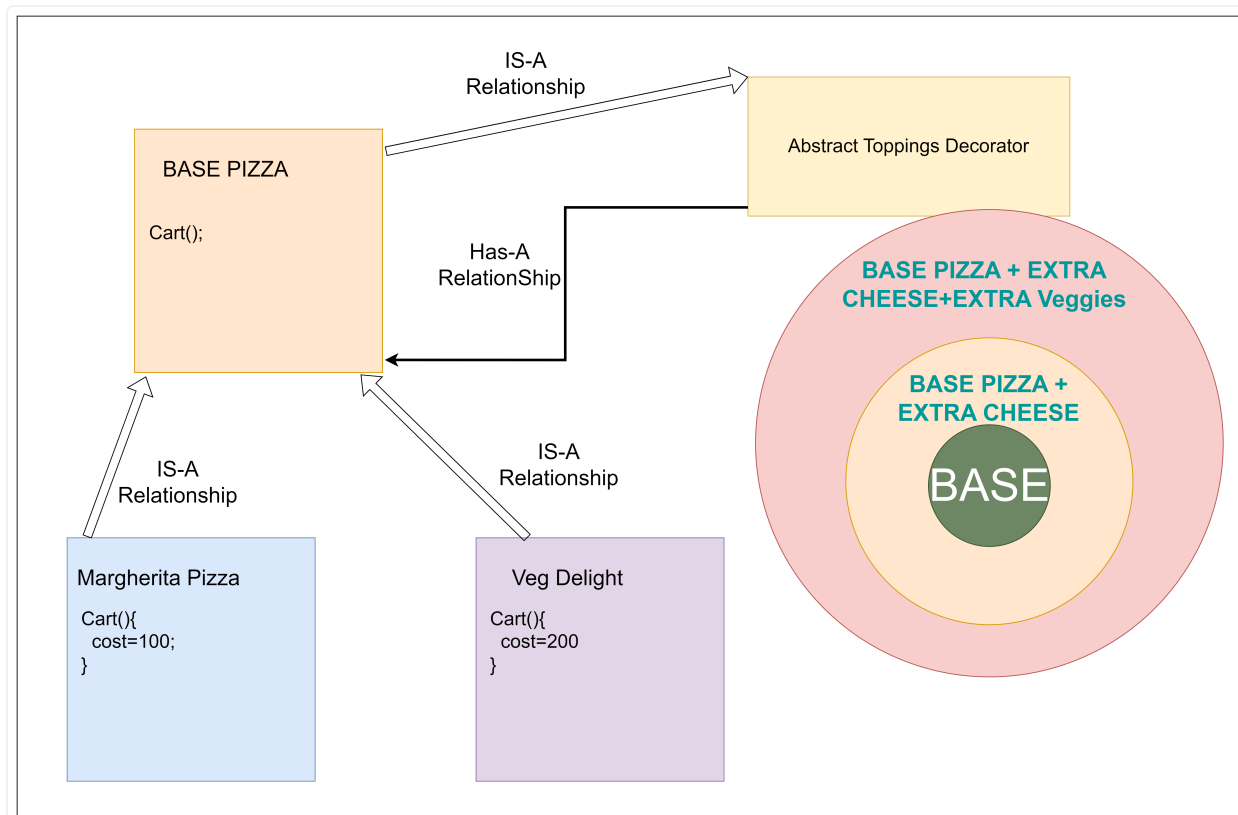 IS-A
Relationship
Abstract Toppings Decorator
BASE PIZZA
Cart();
Has-A
RelationShip
BASE PIZZA + EXTRA
CHEESE+EXTRA Veggies
BASE PIZZA +
EXTRA CHEESE
BASE
IS-A
Relationship
IS-A
Relationship
Margherita Pizza
Cart(){
cost=100;
}
Veg Delight
Cart(){
cost=200
}